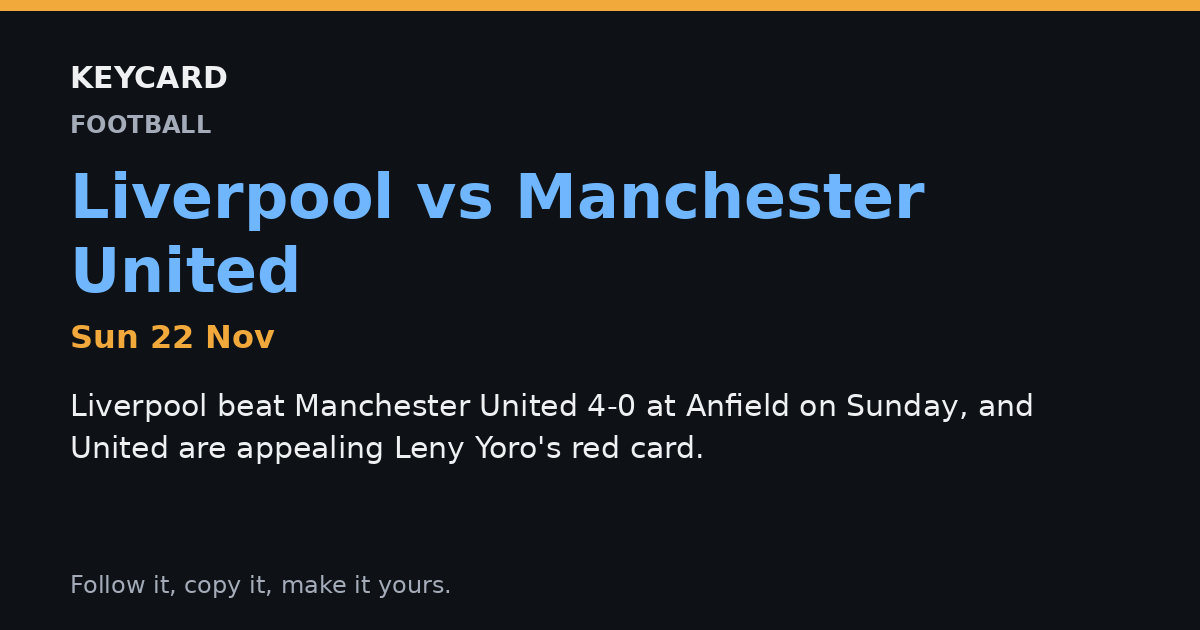 KEYCARD
FOOTBALL
Liverpool vs Manchester
United
Sun 22 Nov
Liverpool beat Manchester United 4-0 at Anfield on Sunday, and
United are appealing Leny Yoro's red card.
Follow it, copy it, make it yours.